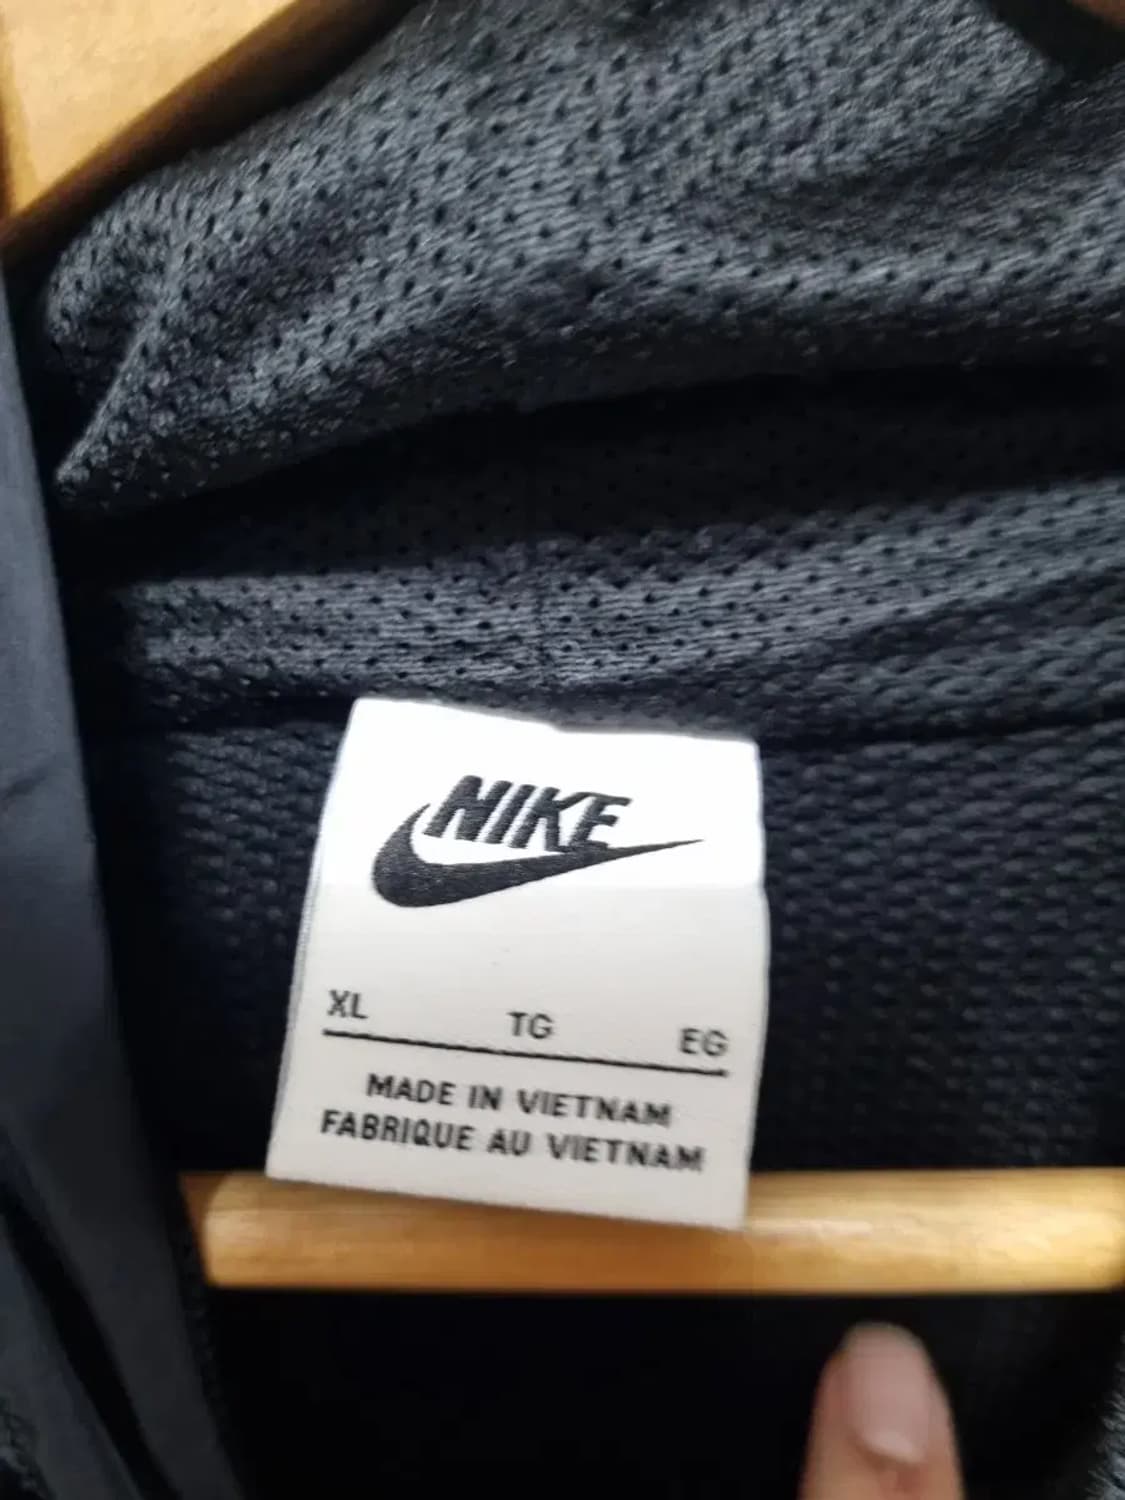 NIKE
XL TG EG
MADE IN VIETNAM
FABRIQUE AU VIETNAM